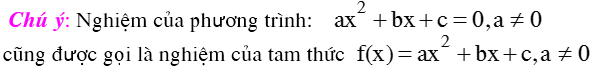 Chú ý: Nghiệm của phương trình: ax² + bx + c = 0, a ≠ 0
cũng được gọi là nghiệm của tam thức f(x) = ax² + bx + c, a ≠ 0